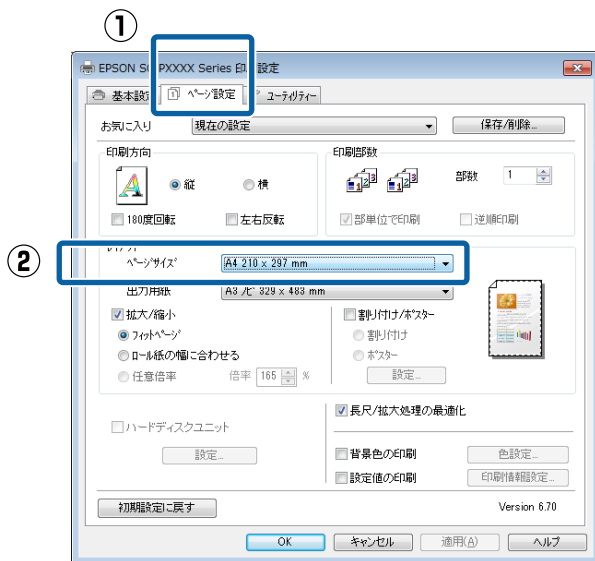 ①
EPSON SC PXXXX Series 印 設定
基本設 ページ設定 ユーティリティー
お気に入り 現在の設定 保存/削除...
印刷方向 印刷部数
縦 横 部数 1
180度回転 左右反転 部単位で印刷 逆順印刷
②
ページサイズ A4 210 x 297 mm
出力用紙 A3ノビ 329 x 483 mm
拡大/縮小 割り付け/ポスター
フィットページ 割り付け
ロール紙の幅に合わせる ポスター
任意倍率 倍率 165 % 設定...
長尺/拡大処理の最適化
ハードディスクユニット
設定... 背景色の印刷 色設定...
設定値の印刷 印刷情報設定...
初期設定に戻す Version 6.70
OK キャンセル 適用(A) ヘルプ